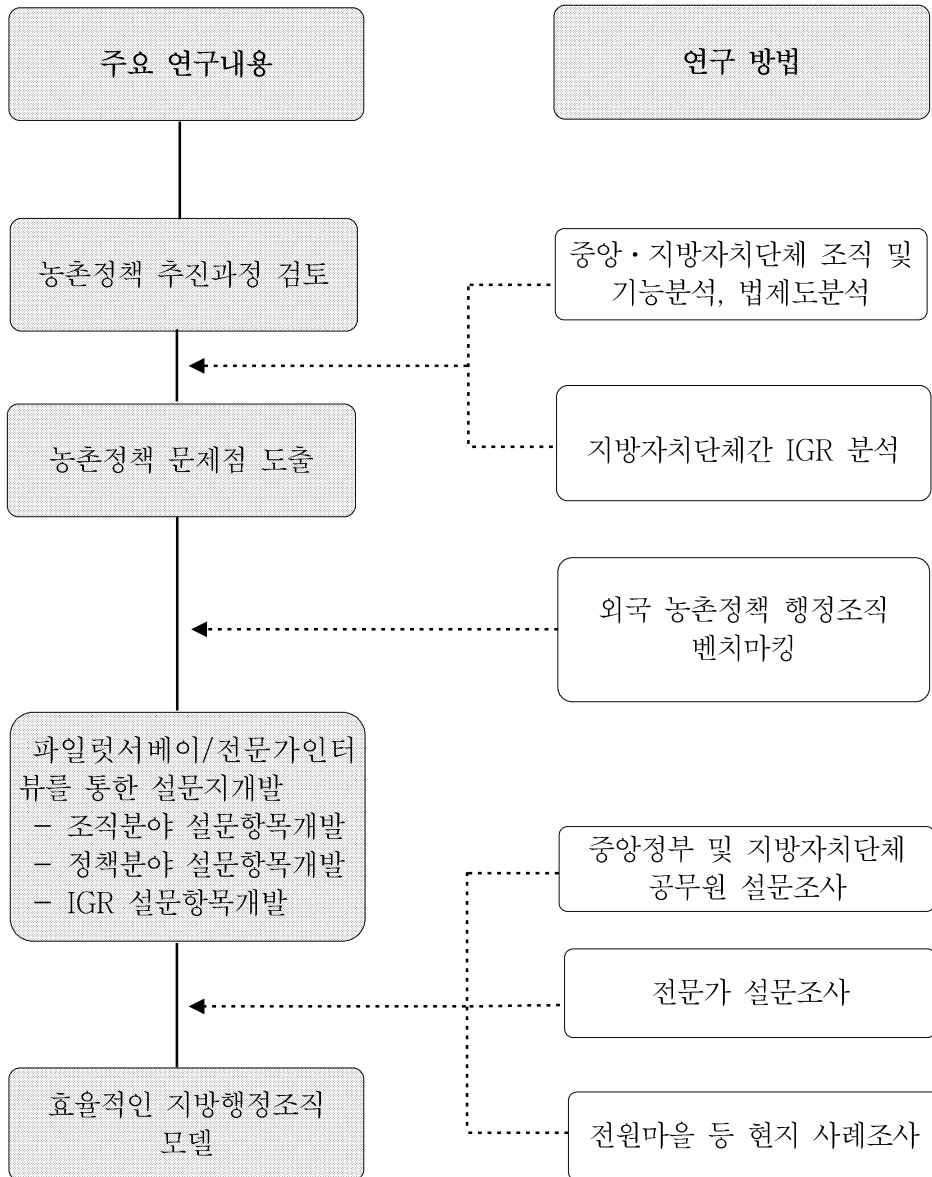 주요 연구내용
연구 방법
농촌정책 추진과정 검토
중앙·지방자치단체 조직 및
기능분석, 법제도분석
농촌정책 문제점 도출
지방자치단체간 IGR 분석
외국 농촌정책 행정조직
벤치마킹
파일럿서베이/전문가인터
뷰를 통한 설문지개발
- 조직분야 설문항목개발
- 정책분야 설문항목개발
- IGR 설문항목개발
중앙정부 및 지방자치단체
공무원 설문조사
전문가 설문조사
효율적인 지방행정조직
모델
전원마을 등 현지 사례조사